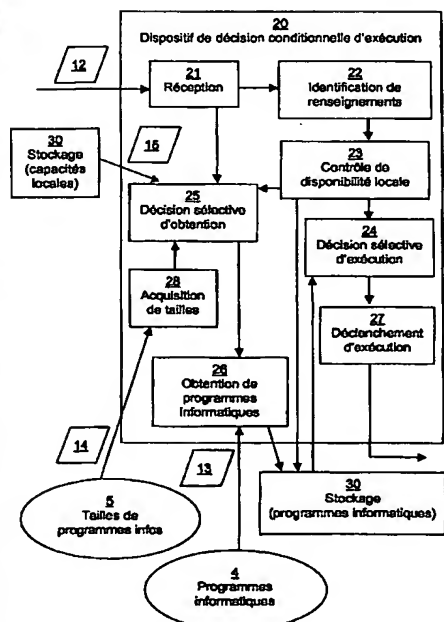 20
Dispositif de décision conditionnelle d'exécution
12
21
Réception
22
Identification de
renseignements
30
Stockage
(capacités
locales)
15
23
Contrôle de
disponibilité locale
25
Décision sélective
d'obtention
24
Décision sélective
d'exécution
28
Acquisition
de tailles
27
Déclenchement
d'exécution
26
Obtention de
programmes
informatiques
14
13
5
Tailles de
programmes infos
30
Stockage
(programmes informatiques)
4
Programmes
informatiques